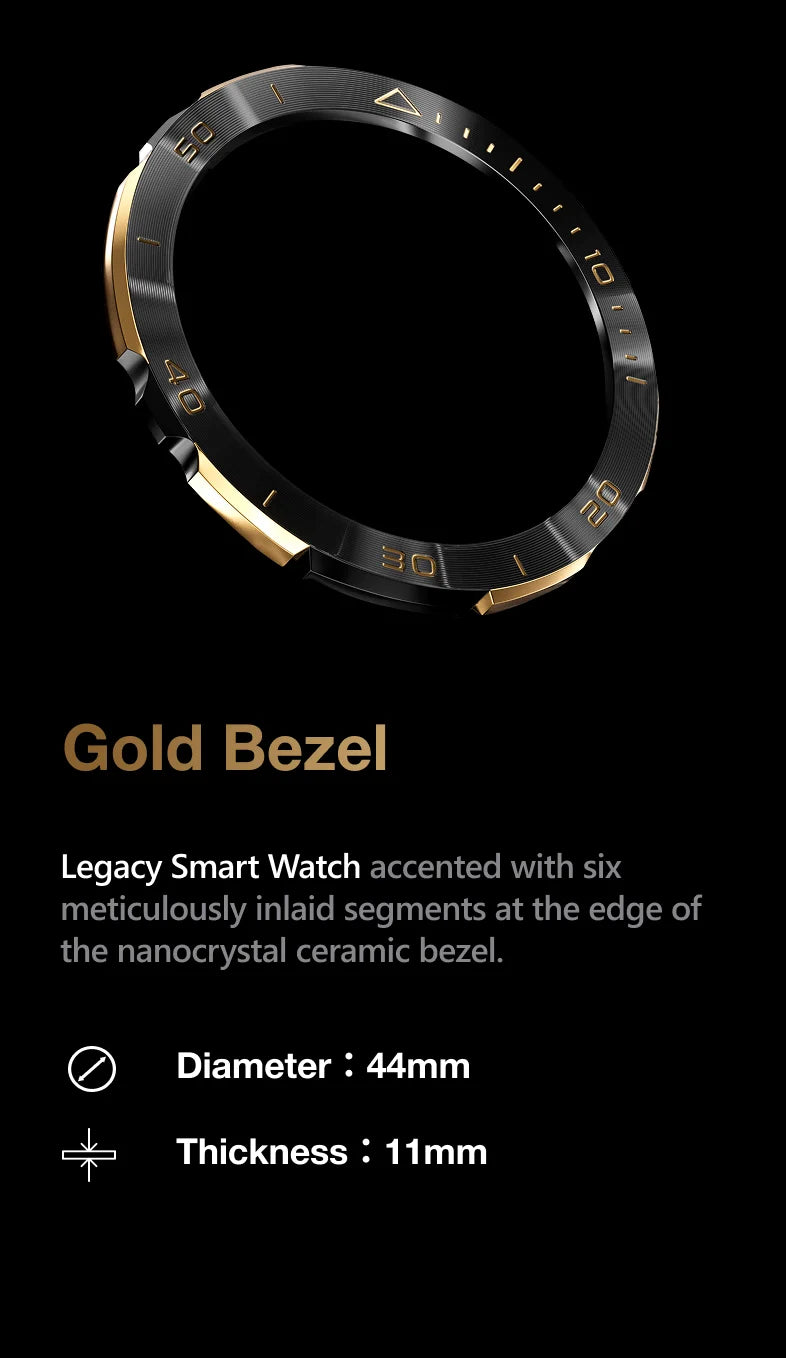 50
10
40
20
30
Gold Bezel
Legacy Smart Watch accented with six
meticulously inlaid segments at the edge of
the nanocrystal ceramic bezel.
Diameter：44mm
Thickness：11mm